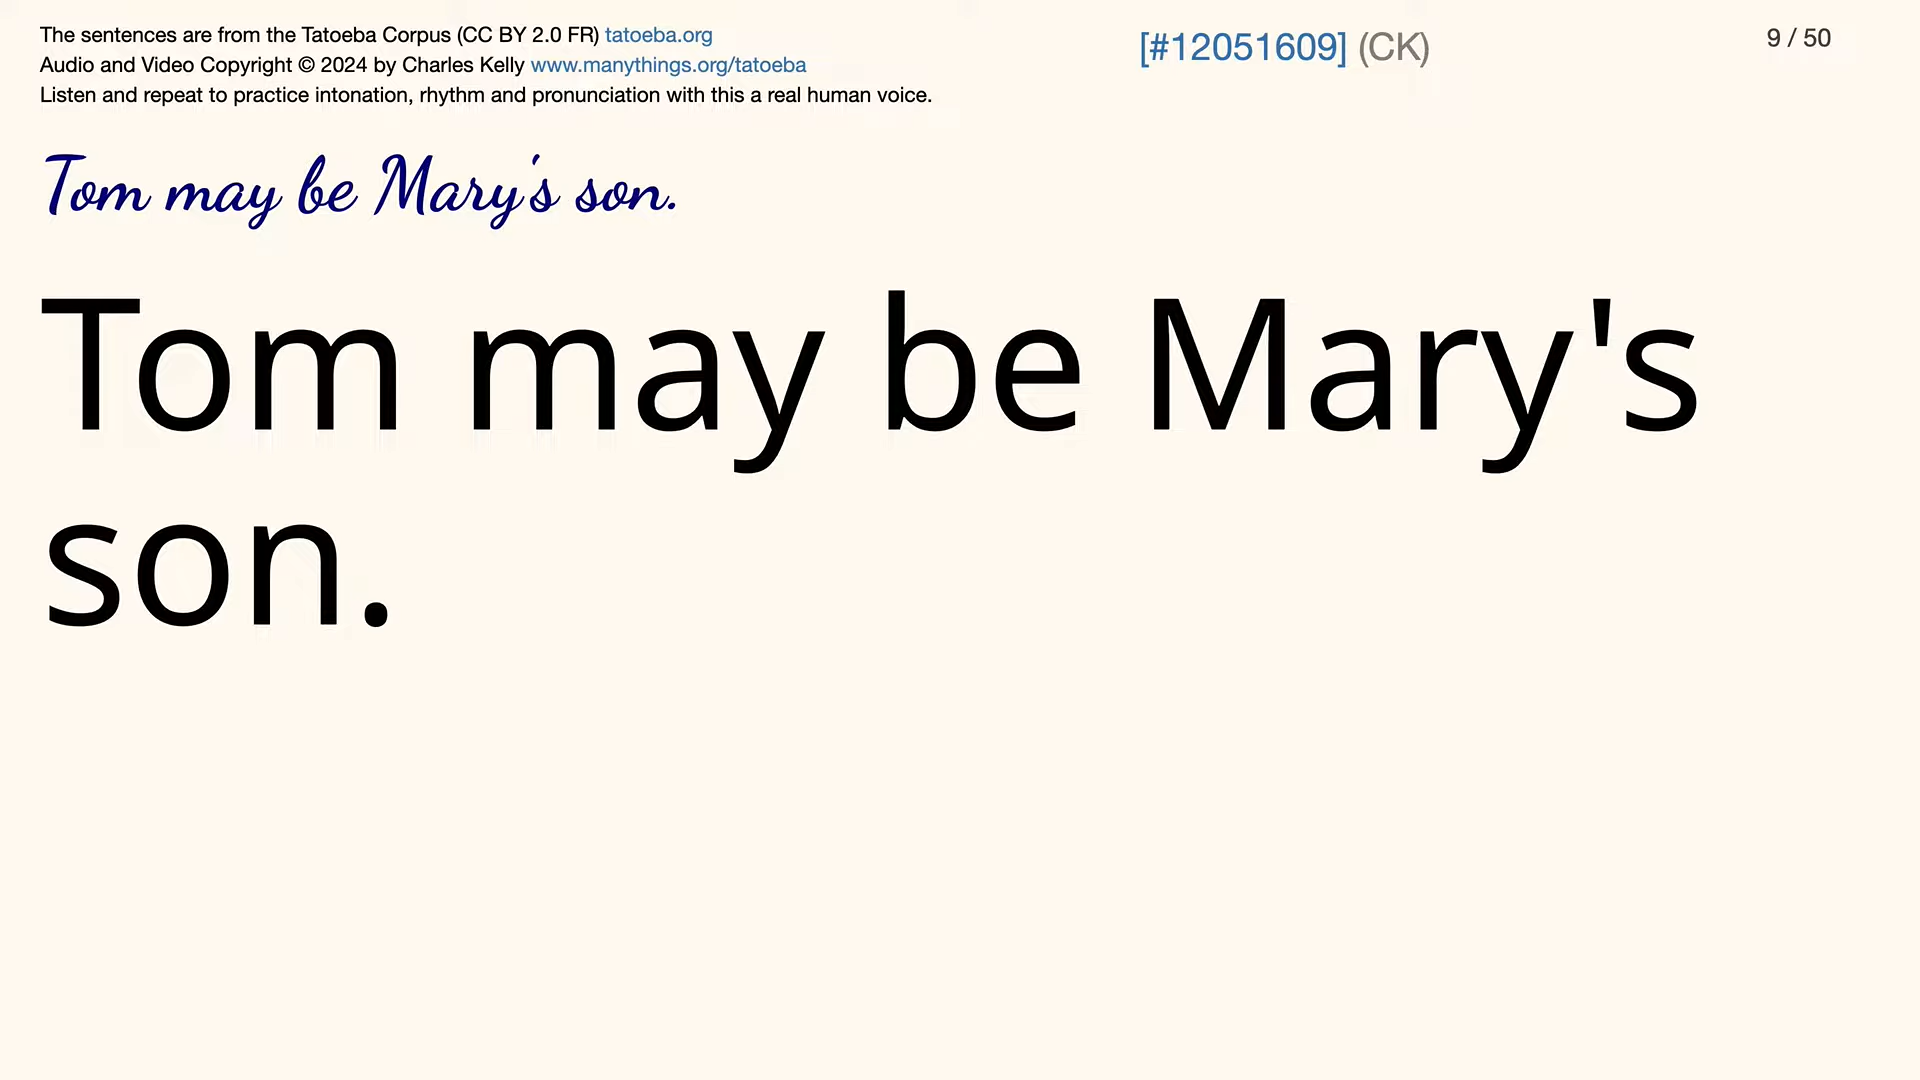 The sentences are from the Tatoeba Corpus (CC BY 2.0 FR) tatoeba.org
Audio and Video Copyright © 2024 by Charles Kelly www.manythings.org/tatoeba
Listen and repeat to practice intonation, rhythm and pronunciation with this a real human voice.
[#12051609] (CK)
9 / 50
Tom may be Mary's son.
Tom may be Mary's
son.